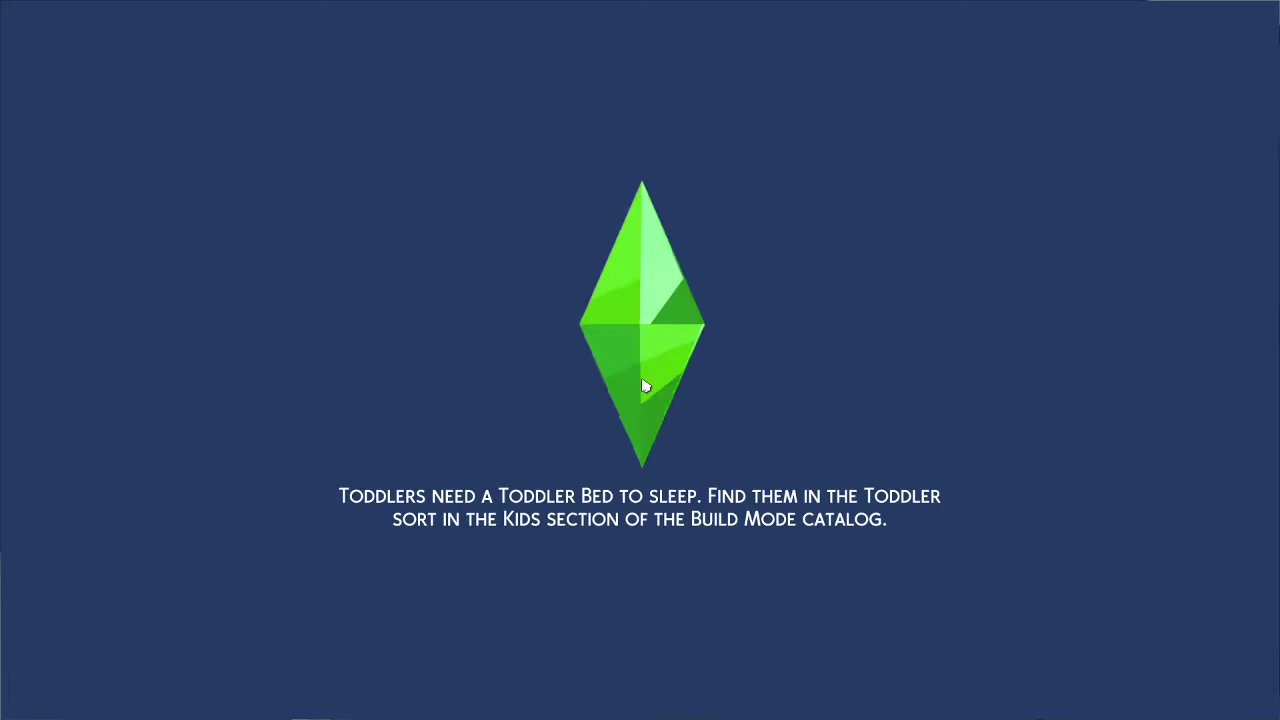 Toddlers need a Toddler Bed to sleep. Find them in the Toddler
sort in the Kids section of the Build Mode catalog.